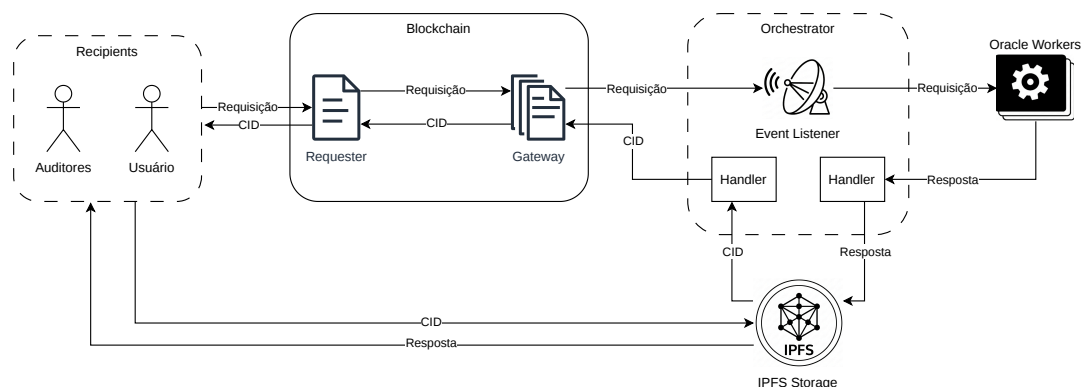 Recipients
Blockchain
Orchestrator
Oracle Workers
Requisição
Requisição
Requisição
Requisição
CID
CID
CID
Event Listener
Auditores
Usuário
Requester
Gateway
Handler
Handler
Resposta
CID
Resposta
CID
Resposta
IPFS
IPFS Storage